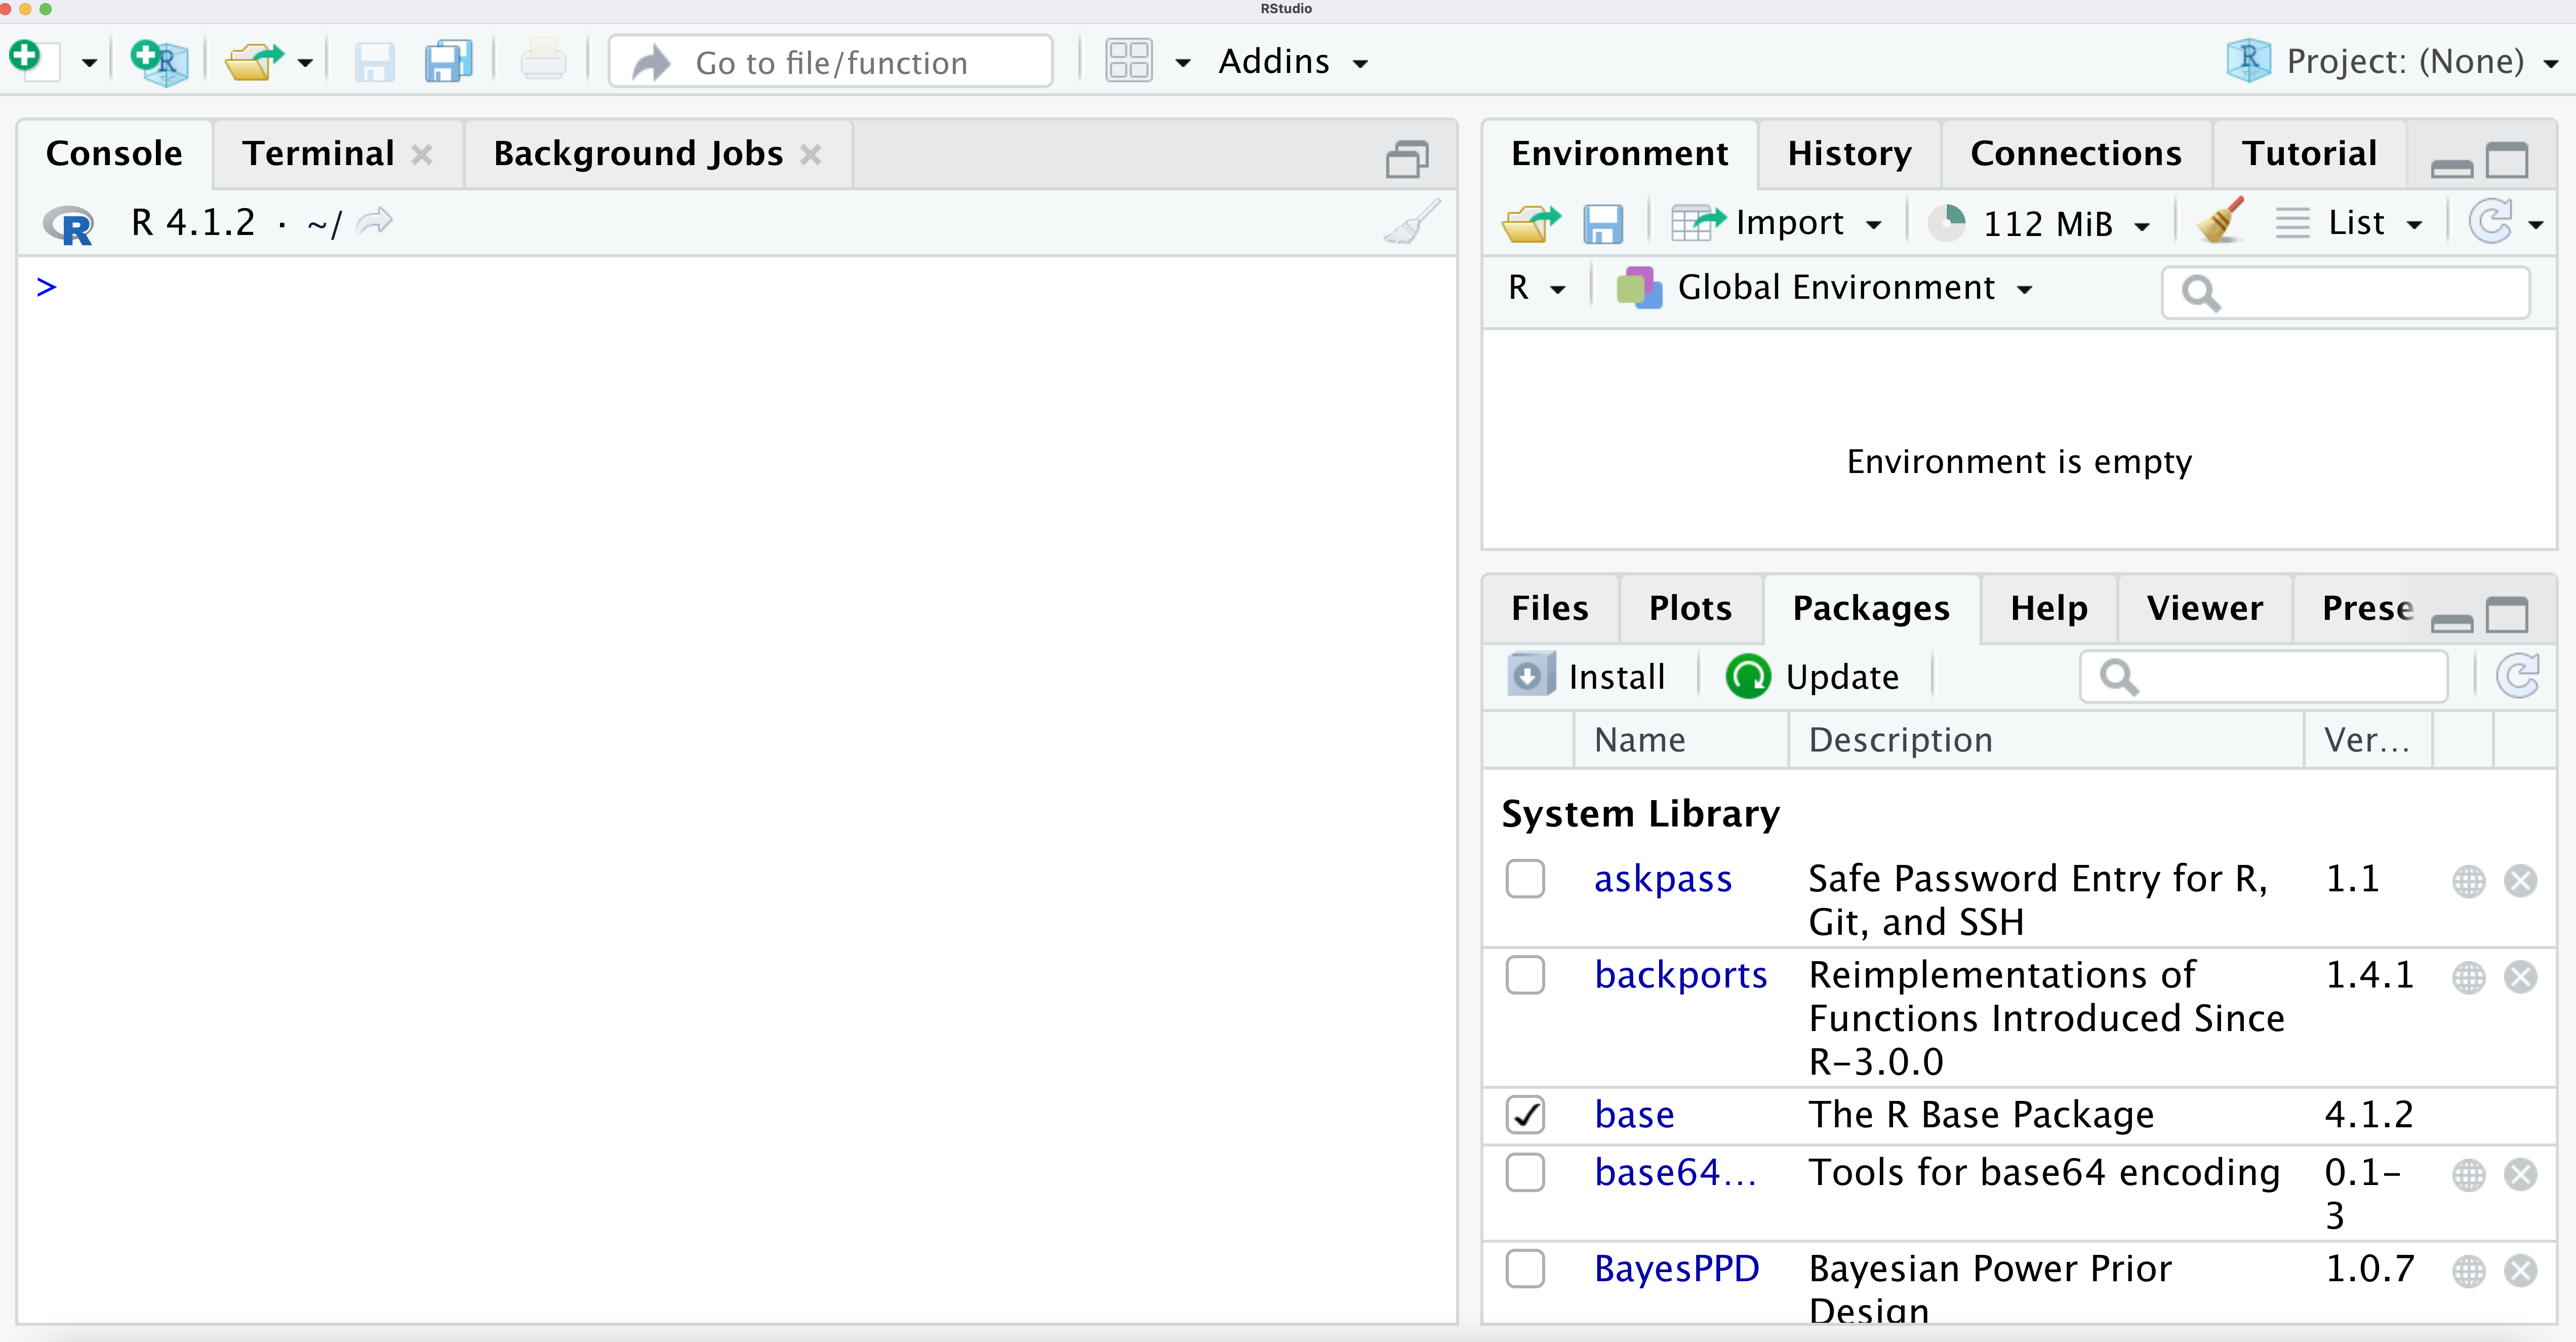 RStudio
Go to file/function
Addins
Project: (None)
Console
Terminal
Background Jobs
R 4.1.2 · ~/
>
Environment
History
Connections
Tutorial
Import
112 MiB
List
R
Global Environment
Environment is empty
Files
Plots
Packages
Help
Viewer
Prese
Install
Update
Name
Description
Ver...
System Library
askpass
Safe Password Entry for R,
Git, and SSH
1.1
backports
Reimplementations of
Functions Introduced Since
R-3.0.0
1.4.1
base
The R Base Package
4.1.2
base64...
Tools for base64 encoding
0.1-
3
BayesPPD
Bayesian Power Prior
Design
1.0.7